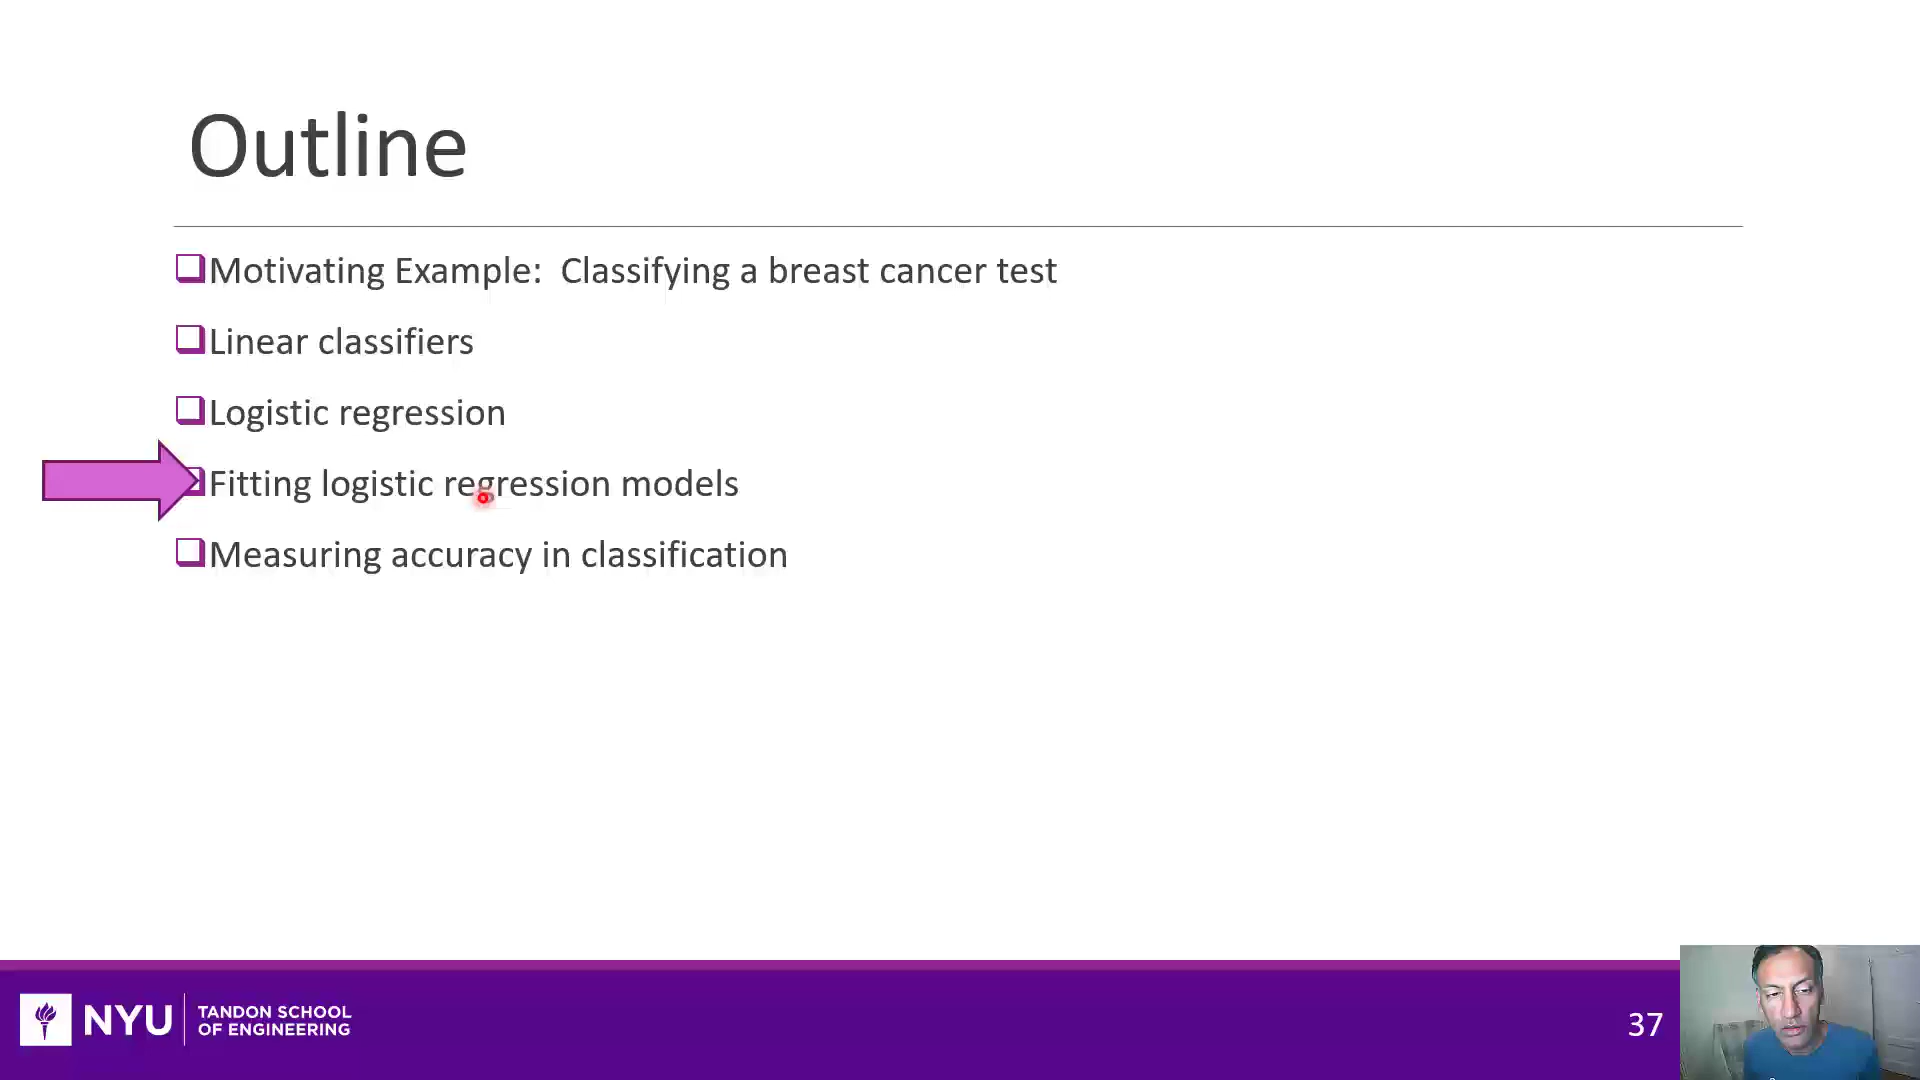 Outline
Motivating Example:  Classifying a breast cancer test
Linear classifiers
Logistic regression
Fitting logistic regression models
Measuring accuracy in classification
NYU
TANDON SCHOOL
OF ENGINEERING
37